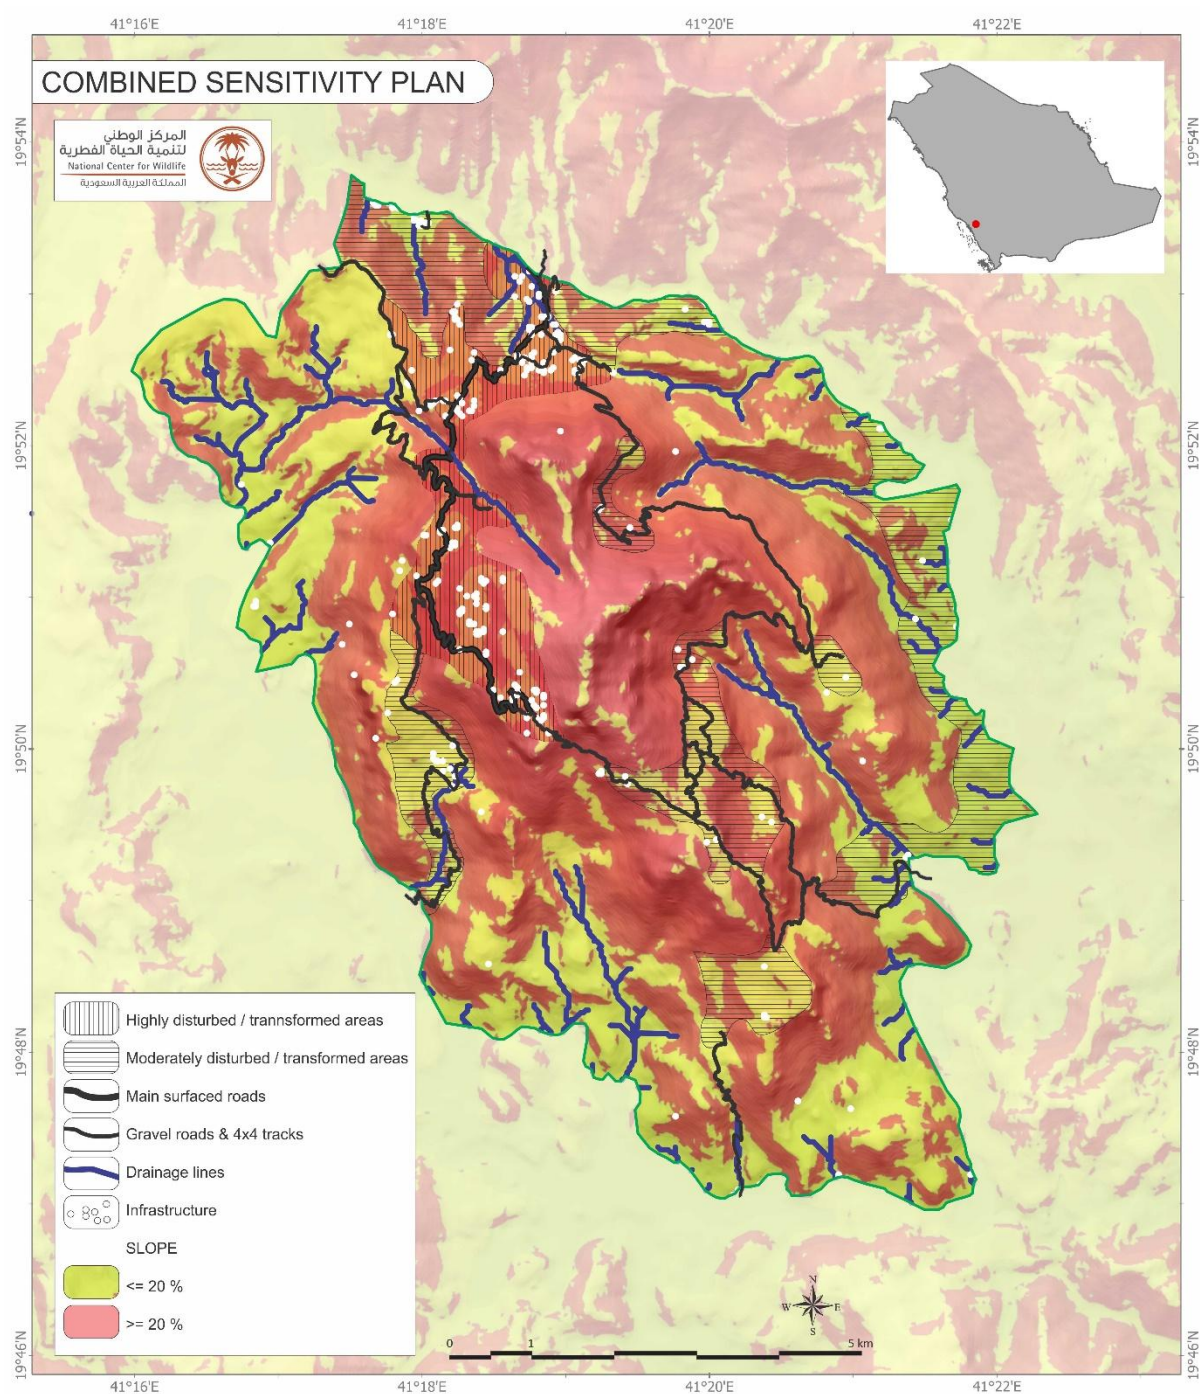 41°16'E 41°18'E 41°20'E 41°22'E
COMBINED SENSITIVITY PLAN
المركز الوطني
لتنمية الحياة الفطرية
National Center for Wildlife
المملكة العربية السعودية
19°54'N 19°54'N
19°52'N 19°52'N
19°50'N 19°50'N
19°48'N 19°48'N
19°46'N 19°46'N
Highly disturbed / trannsformed areas
Moderately disturbed / transformed areas
Main surfaced roads
Gravel roads & 4x4 tracks
Drainage lines
Infrastructure
SLOPE
<= 20 %
>= 20 %
N
W E
S
0 1 5 km
41°16'E 41°18'E 41°20'E 41°22'E